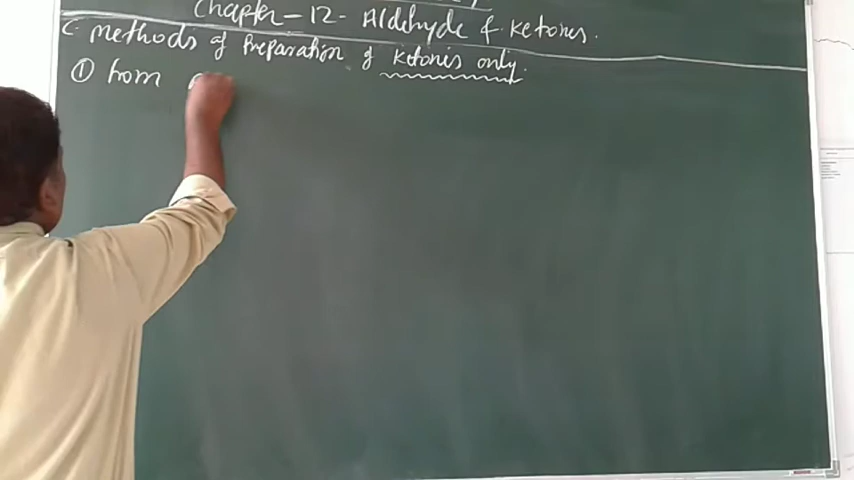 Chapter-12- Aldehyde & Ketones.
C. Methods of Preparation of Ketones only.
① From